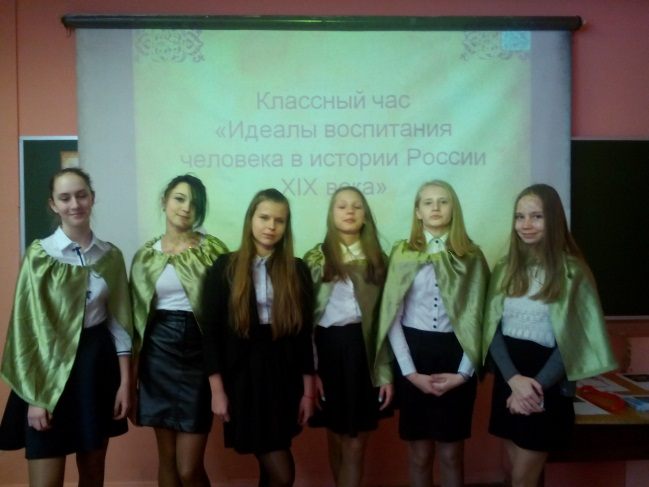 Классный час
«Идеалы воспитания
человека в истории России
XIX века»